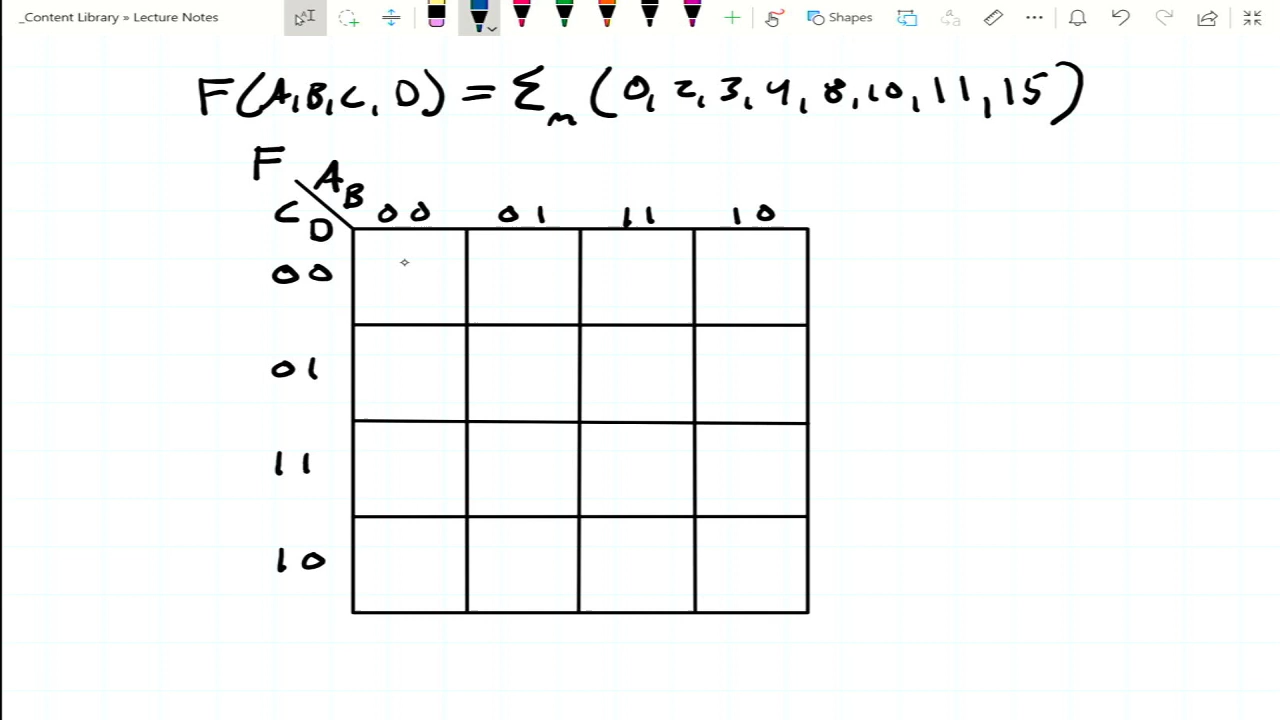 _Content Library » Lecture Notes
Shapes
F(A,B,C,D) = Σm (0, 2, 3, 4, 8, 10, 11, 15)
F
AB
CD
00 01 11 10
00
01
11
10